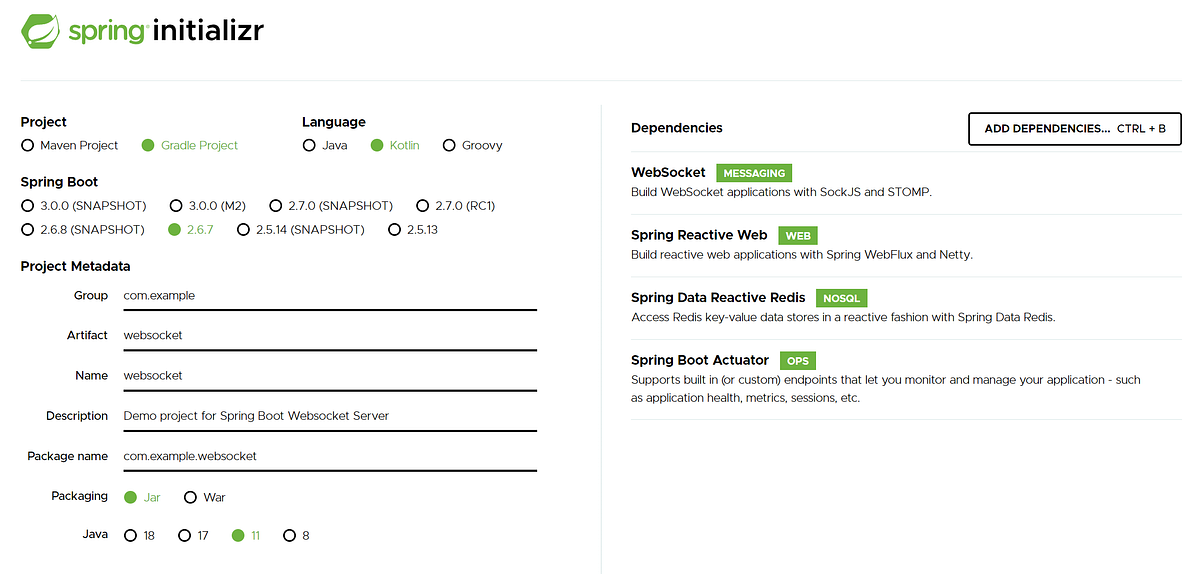 spring initializr
Project
Maven Project Gradle Project
Language
Java Kotlin Groovy
Spring Boot
3.0.0 (SNAPSHOT) 3.0.0 (M2) 2.7.0 (SNAPSHOT) 2.7.0 (RC1)
2.6.8 (SNAPSHOT) 2.6.7 2.5.14 (SNAPSHOT) 2.5.13
Project Metadata
Group com.example
Artifact websocket
Name websocket
Description Demo project for Spring Boot Websocket Server
Package name com.example.websocket
Packaging Jar War
Java 18 17 11 8
Dependencies ADD DEPENDENCIES... CTRL + B
WebSocket MESSAGING
Build WebSocket applications with SockJS and STOMP.
Spring Reactive Web WEB
Build reactive web applications with Spring WebFlux and Netty.
Spring Data Reactive Redis NOSQL
Access Redis key-value data stores in a reactive fashion with Spring Data Redis.
Spring Boot Actuator OPS
Supports built in (or custom) endpoints that let you monitor and manage your application - such
as application health, metrics, sessions, etc.